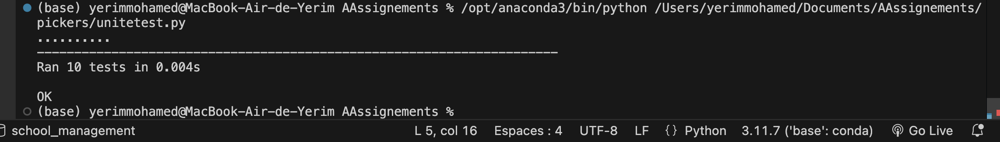 (base) yerimmohamed@MacBook-Air-de-Yerim AAssignements % /opt/anaconda3/bin/python /Users/yerimmohamed/Documents/AAssignements/
pickers/unitetest.py
..........
----------------------------------------------------------------------
Ran 10 tests in 0.004s
OK
(base) yerimmohamed@MacBook-Air-de-Yerim AAssignements %
school_management L 5, col 16 Espaces : 4 UTF-8 LF {} Python 3.11.7 ('base': conda) Go Live